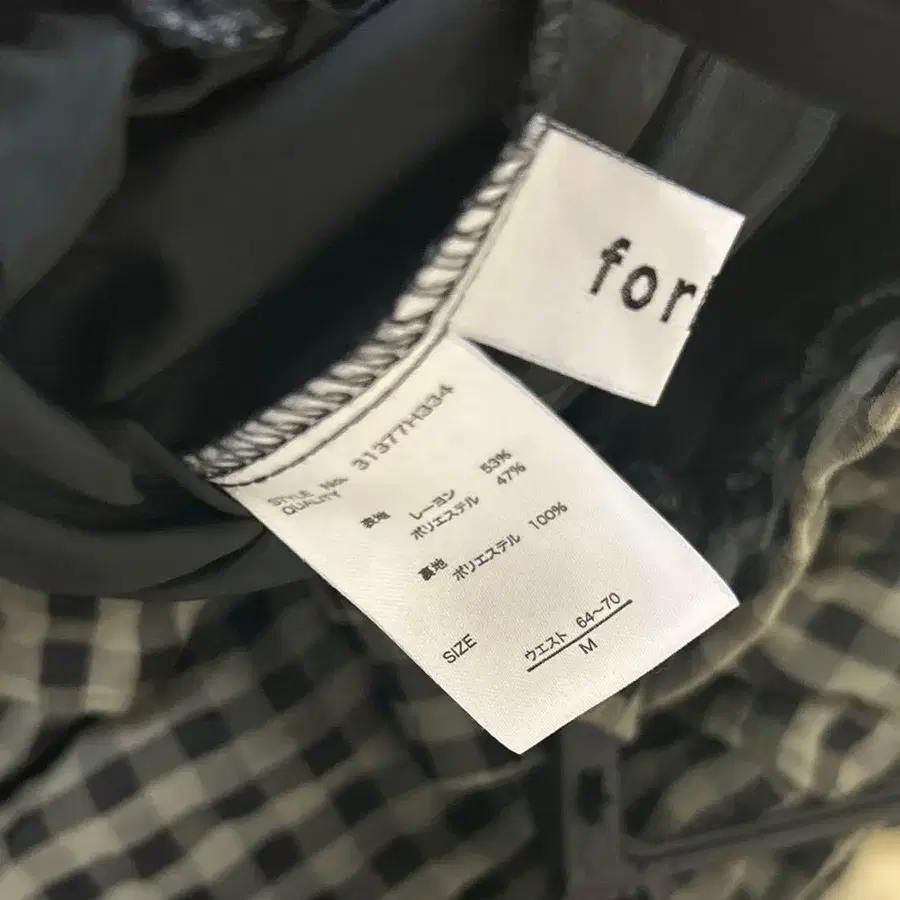 for
STYLE No. 31377H334
QUALITY
表地 レーヨン 53%
ポリエステル 47%
裏地 ポリエステル 100%
SIZE ウエスト 64~70
M